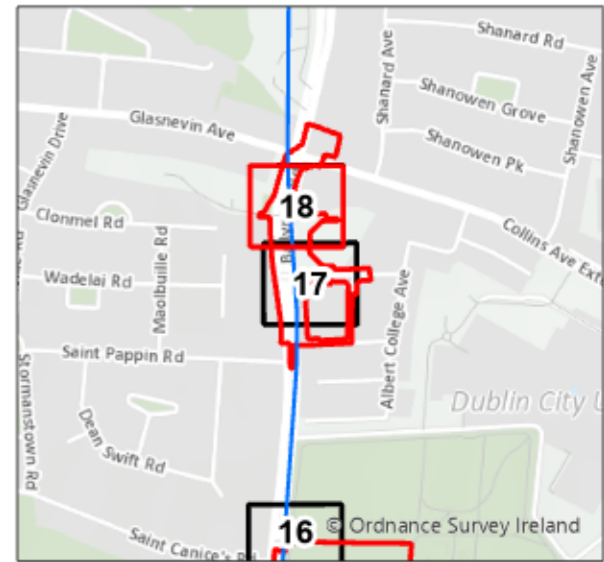 Shanard Rd
Shanard Ave
Shanowen Ave
Shanowen Grove
Glasnevin Ave
Glasnevin Drive
Shanowen Pk
18
Collins Ave Exte
Clonmel Rd
Maolbuille Rd
17
Wadelai Rd
Albert College Ave
Saint Pappin Rd
Stormanstown Rd
Dublin City U
Dean Swift Rd
16
© Ordnance Survey Ireland
Saint Canice's